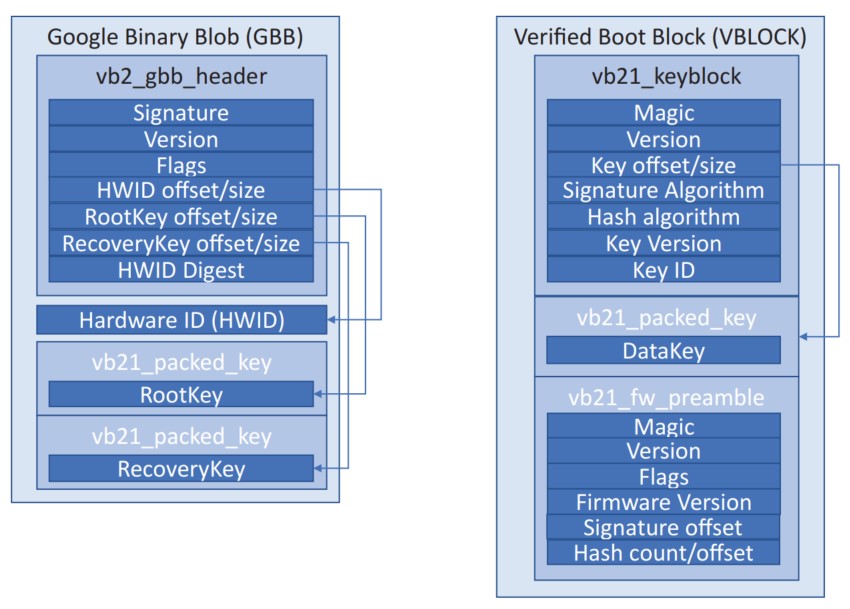 Google Binary Blob (GBB)
vb2_gbb_header
Signature
Version
Flags
HWID offset/size
RootKey offset/size
RecoveryKey offset/size
HWID Digest
Hardware ID (HWID)
vb21_packed_key
RootKey
vb21_packed_key
RecoveryKey
Verified Boot Block (VBLOCK)
vb21_keyblock
Magic
Version
Key offset/size
Signature Algorithm
Hash algorithm
Key Version
Key ID
vb21_packed_key
DataKey
vb21_fw_preamble
Magic
Version
Flags
Firmware Version
Signature offset
Hash count/offset